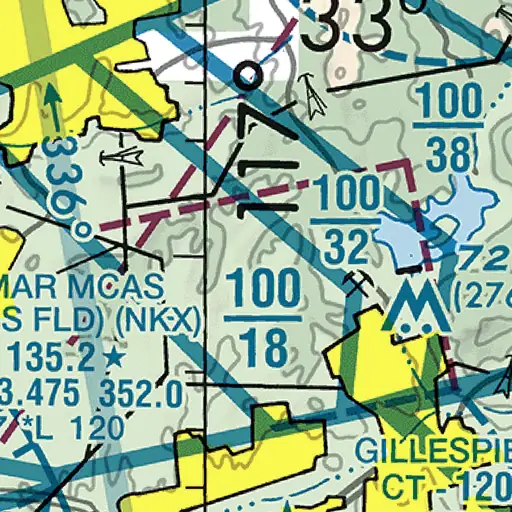 33°
117°
100
38
336°
100
32
72
(276
MAR MCAS
S FLD) (NKX)
135.2★
3.475 352.0
*L 120
100
18
GILLESPIE
CT - 120